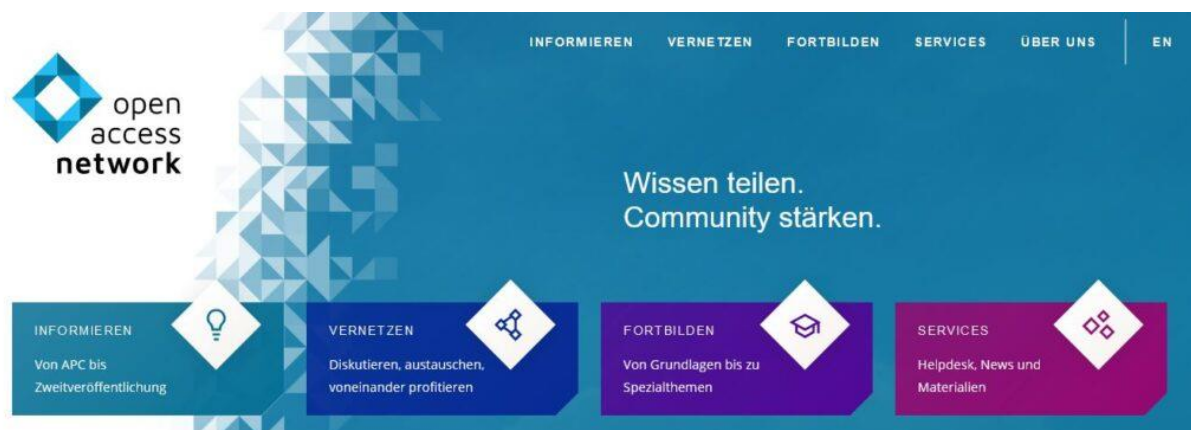 INFORMIEREN VERNETZEN FORTBILDEN SERVICES ÜBER UNS EN
open
access
network
Wissen teilen.
Community stärken.
INFORMIEREN
Von APC bis
Zweitveröffentlichung
VERNETZEN
Diskutieren, austauschen,
voneinander profitieren
FORTBILDEN
Von Grundlagen bis zu
Spezialthemen
SERVICES
Helpdesk, News und
Materialien